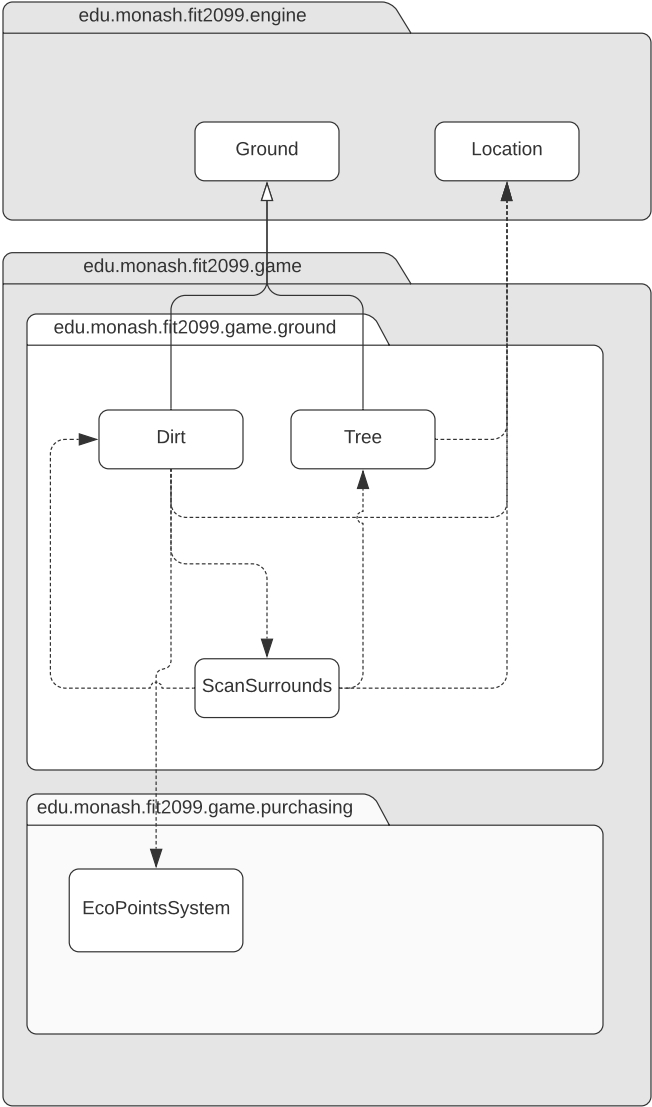 edu.monash.fit2099.engine
Ground
Location
edu.monash.fit2099.game
edu.monash.fit2099.game.ground
Dirt
Tree
ScanSurrounds
edu.monash.fit2099.game.purchasing
EcoPointsSystem